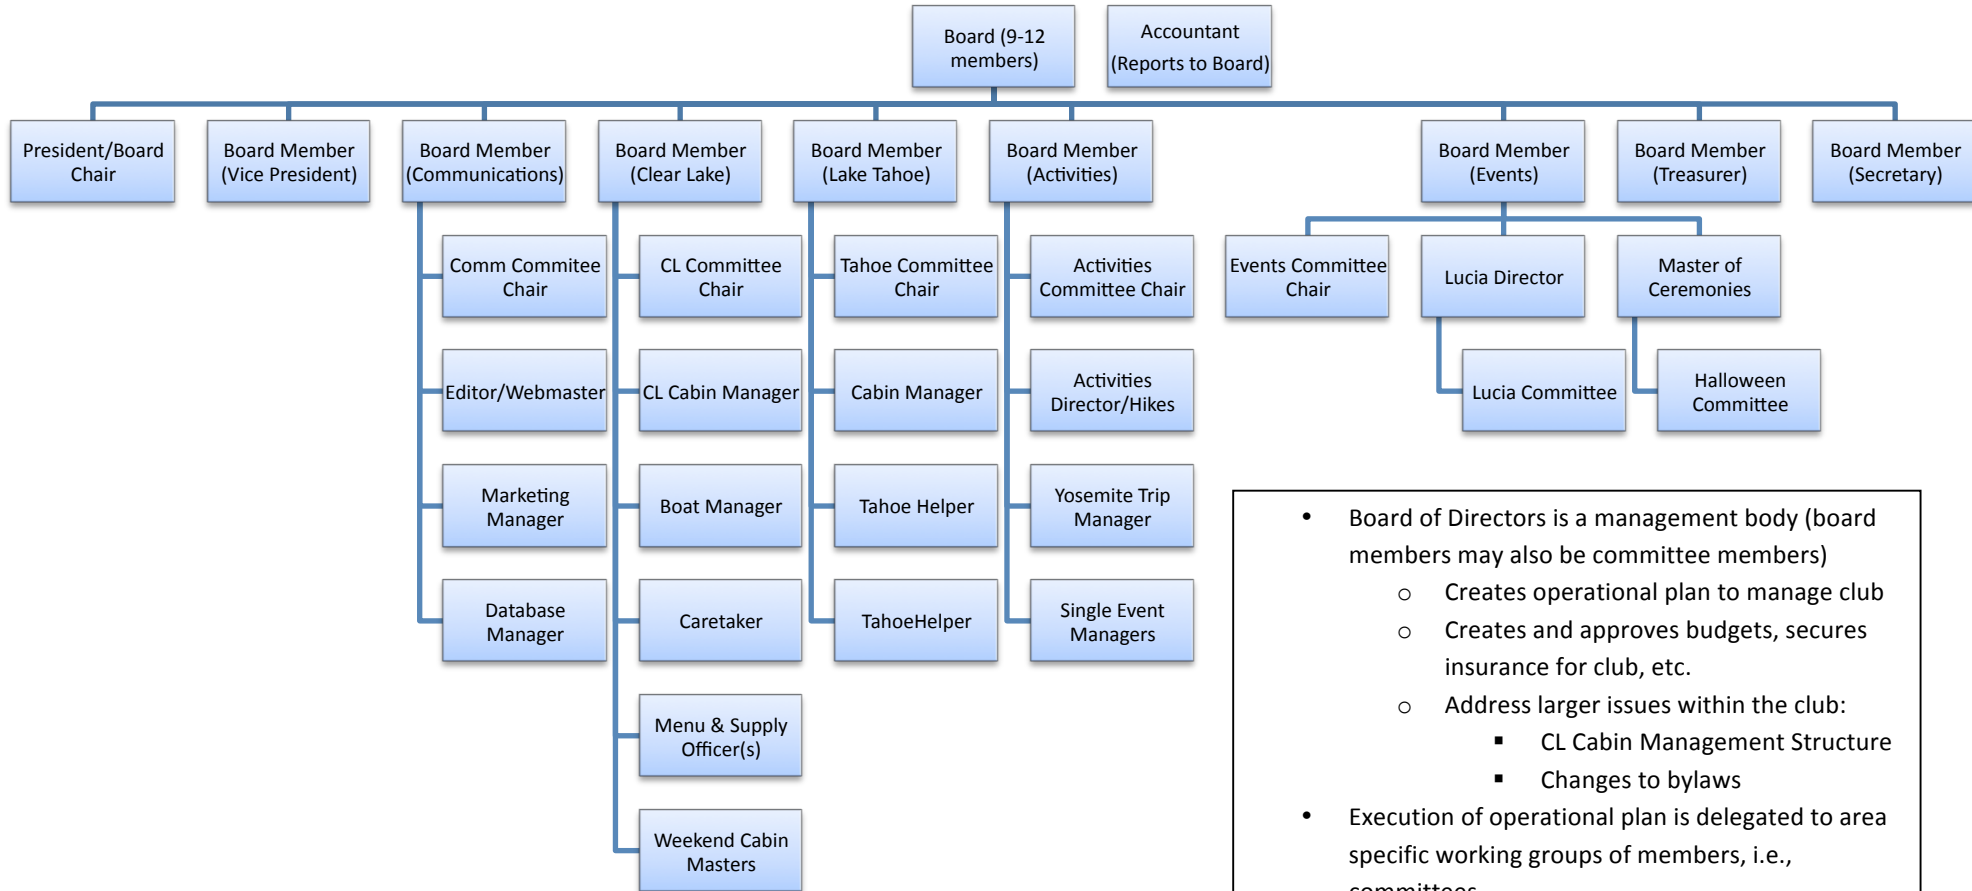 Board (9-12
members)
Accountant
(Reports to Board)
President/Board
Chair
Board Member
(Vice President)
Board Member
(Communications)
Board Member
(Clear Lake)
Board Member
(Lake Tahoe)
Board Member
(Activities)
Board Member
(Events)
Board Member
(Treasurer)
Board Member
(Secretary)
Comm Commitee
Chair
Editor/Webmaster
Marketing
Manager
Database
Manager
CL Committee
Chair
CL Cabin Manager
Boat Manager
Caretaker
Menu & Supply
Officer(s)
Weekend Cabin
Masters
Tahoe Committee
Chair
Cabin Manager
Tahoe Helper
TahoeHelper
Activities
Committee Chair
Activities
Director/Hikes
Yosemite Trip
Manager
Single Event
Managers
Events Committee
Chair
Lucia Director
Lucia Committee
Master of
Ceremonies
Halloween
Committee
• Board of Directors is a management body (board
members may also be committee members)
o Creates operational plan to manage club
o Creates and approves budgets, secures
insurance for club, etc.
o Address larger issues within the club:
▪ CL Cabin Management Structure
▪ Changes to bylaws
• Execution of operational plan is delegated to area
specific working groups of members, i.e.,
committees